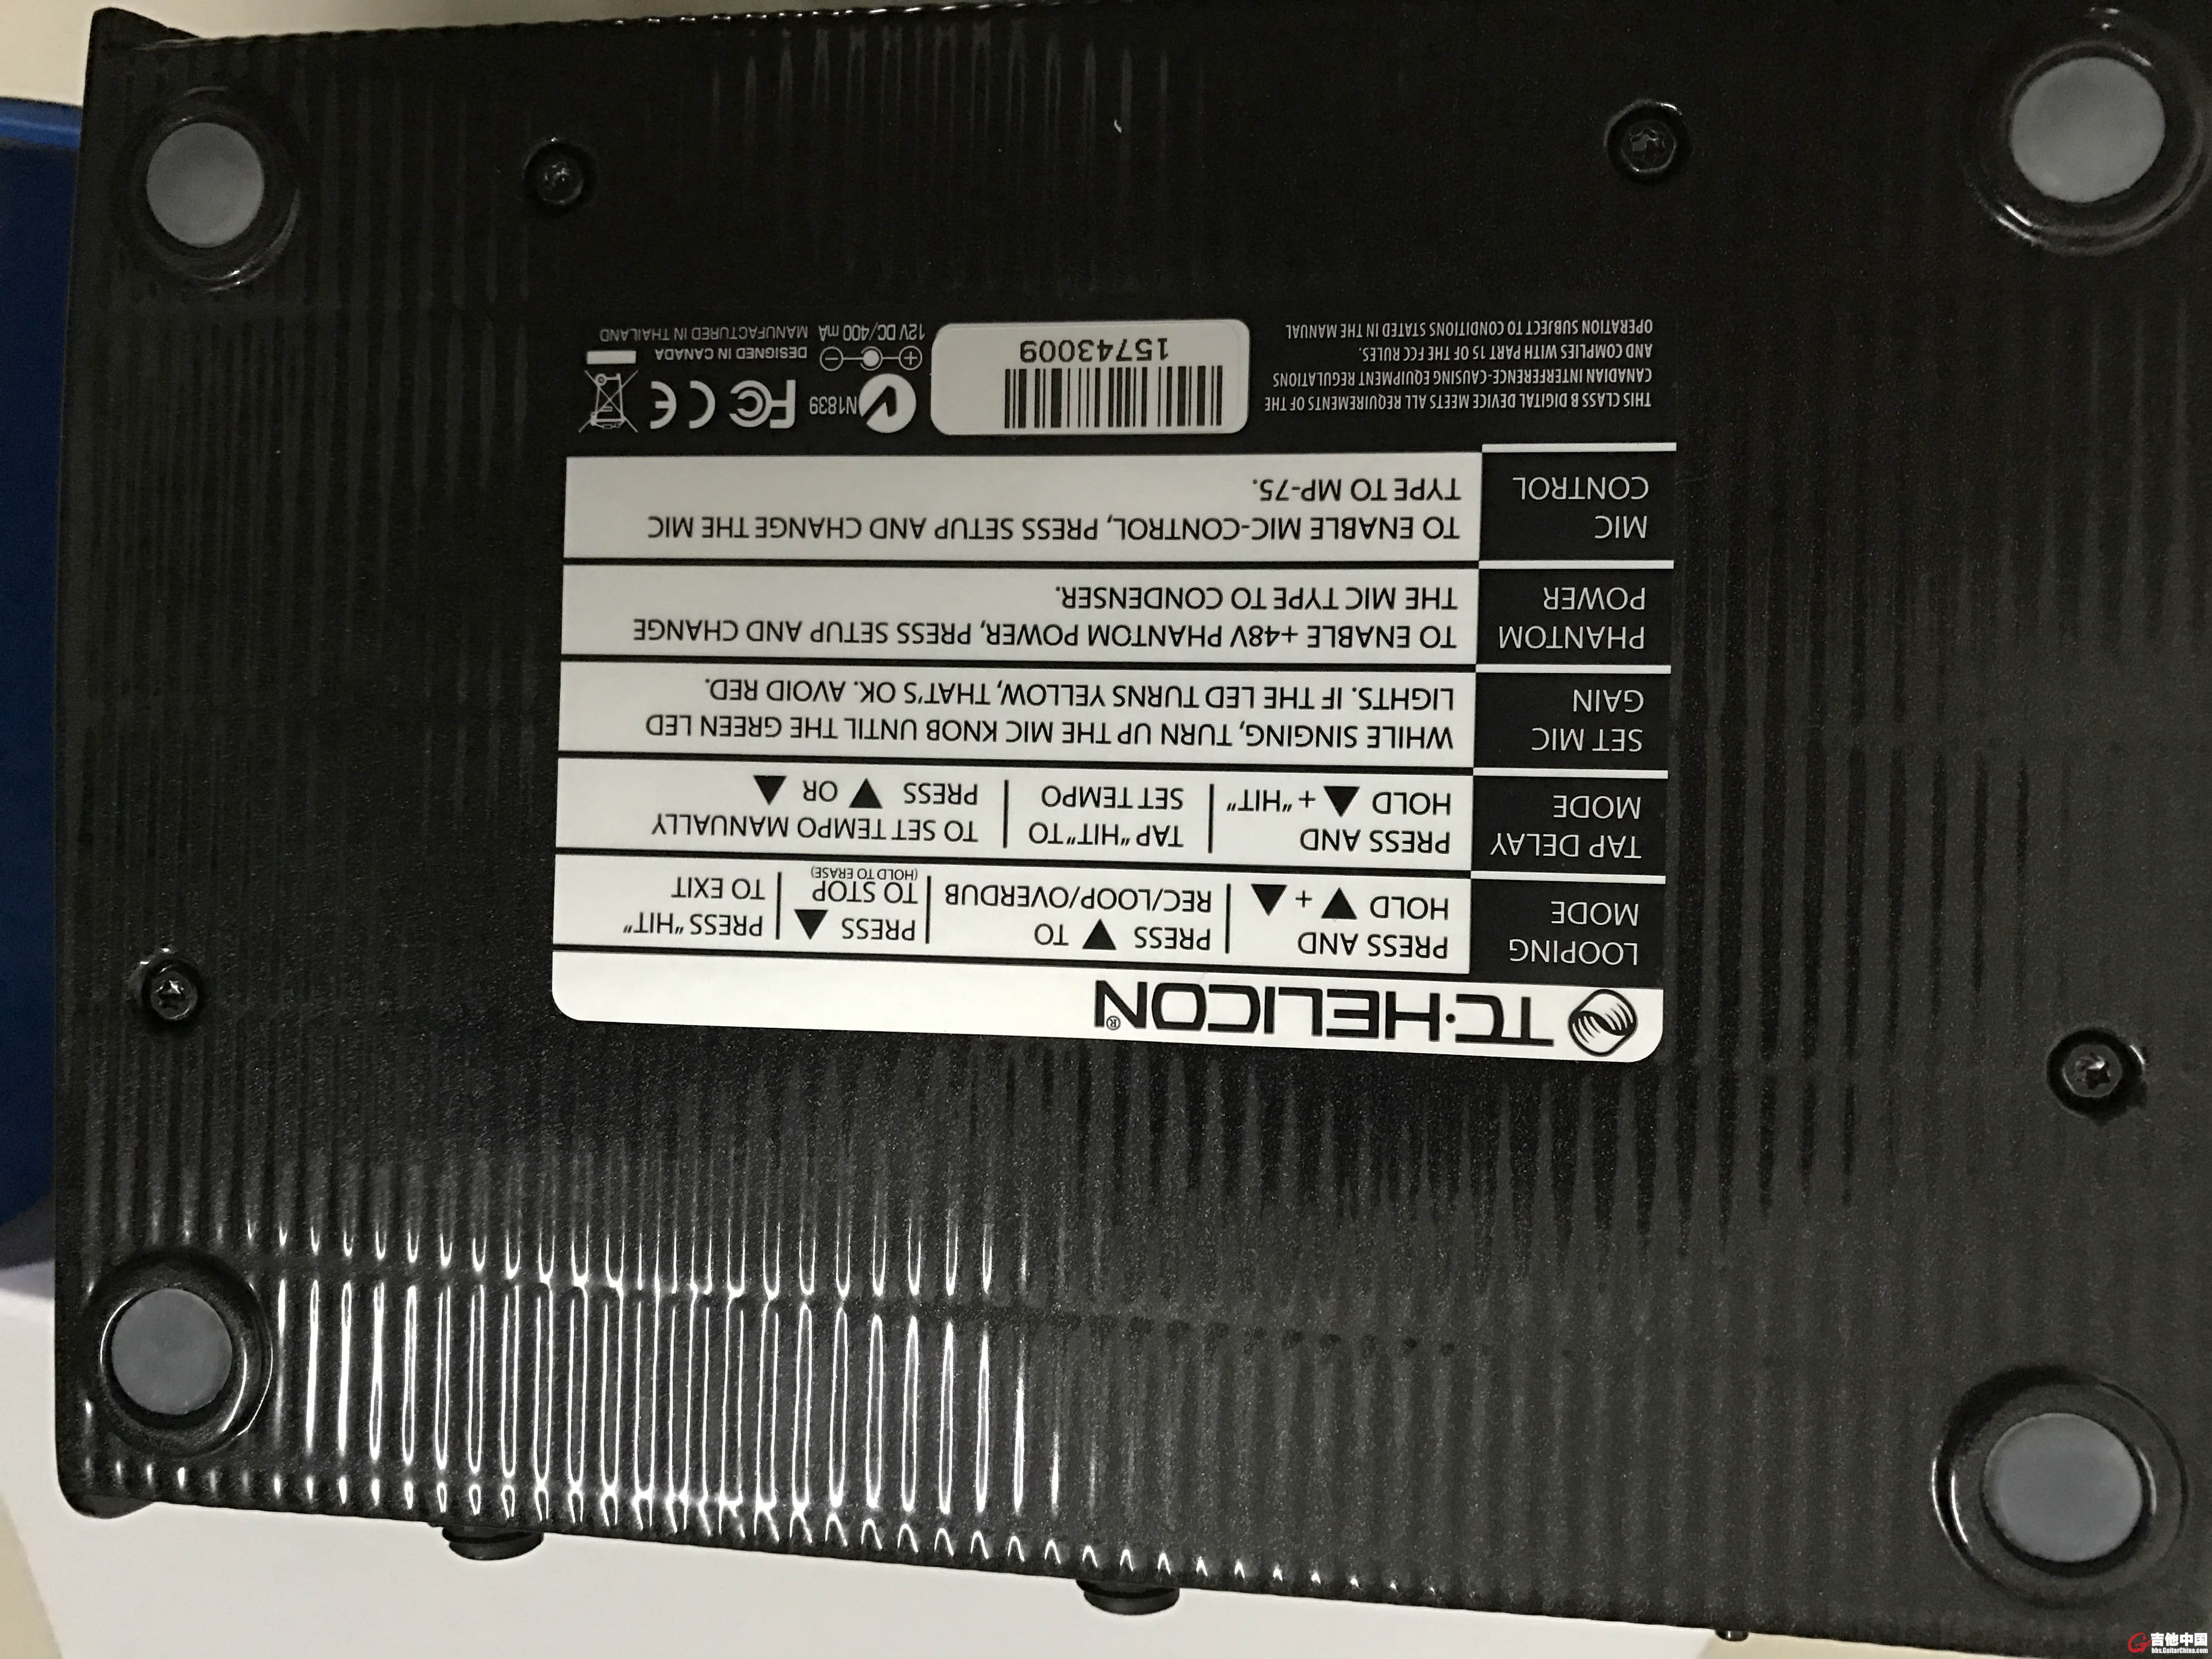 TC·HELICON®
LOOPING
MODE
PRESS AND
HOLD ▼ + ▲
PRESS ▼ TO
REC/LOOP/OVERDUB
PRESS ▲
TO STOP
(HOLD TO ERASE)
PRESS "HIT"
TO EXIT
TAP DELAY
MODE
PRESS AND
HOLD ▲ + "HIT"
TAP "HIT" TO
SET TEMPO
TO SET TEMPO MANUALLY
PRESS ▼ OR ▲
SET MIC
GAIN
WHILE SINGING, TURN UP THE MIC KNOB UNTIL THE GREEN LED
LIGHTS. IF THE LED TURNS YELLOW, THAT'S OK. AVOID RED.
PHANTOM
POWER
TO ENABLE +48V PHANTOM POWER, PRESS SETUP AND CHANGE
THE MIC TYPE TO CONDENSER.
MIC
CONTROL
TO ENABLE MIC-CONTROL, PRESS SETUP AND CHANGE THE MIC
TYPE TO MP-75.
THIS CLASS B DIGITAL DEVICE MEETS ALL REQUIREMENTS OF THE
CANADIAN INTERFERENCE-CAUSING EQUIPMENT REGULATIONS
AND COMPLIES WITH PART 15 OF THE FCC RULES.
OPERATION SUBJECT TO CONDITIONS STATED IN THE MANUAL
15743009
N1839 FC CE
12V DC/400 mA
DESIGNED IN CANADA
MANUFACTURED IN THAILAND
吉他中国
bbs.GuitarChina.com